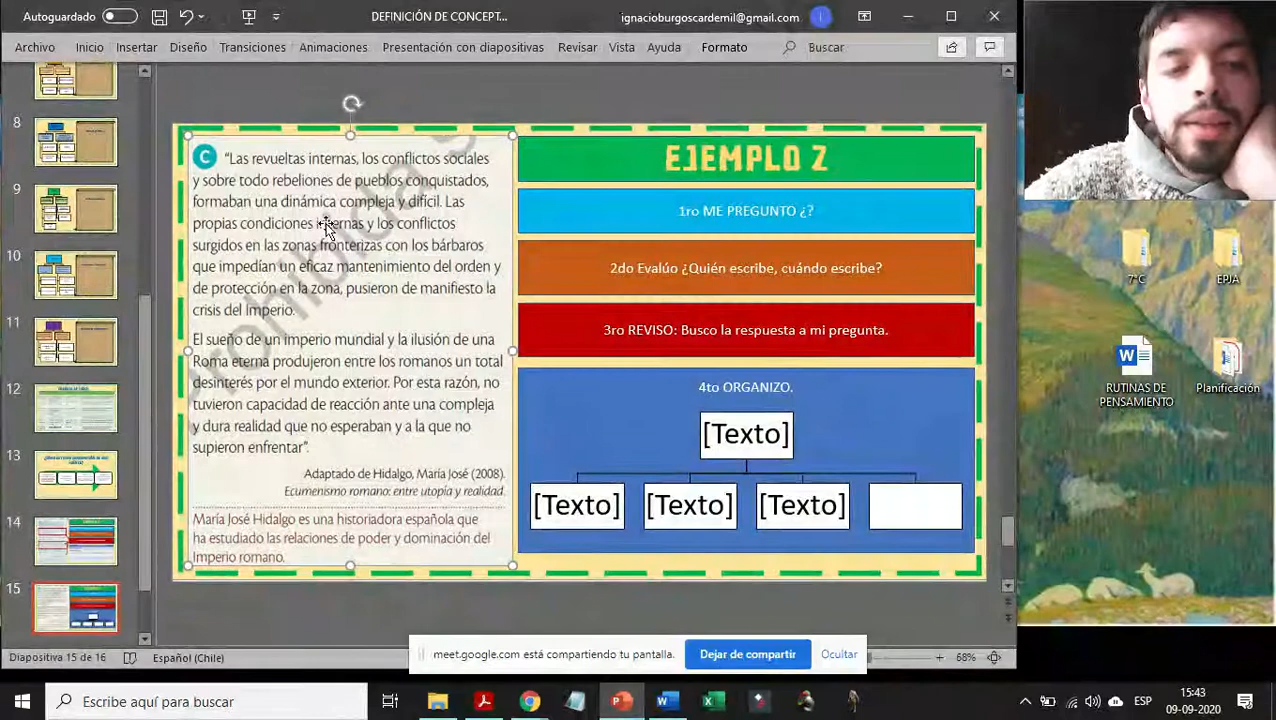 Autoguardado
DEFINICIÓN DE CONCEPT...
ignacioburgoscardemil@gmail.com
I
Archivo Inicio Insertar Diseño Transiciones Animaciones Presentación con diapositivas Revisar Vista Ayuda Formato Buscar
8
9
10
11
12
13
14
15
C "Las revueltas internas, los conflictos sociales
y sobre todo rebeliones de pueblos conquistados,
formaban una dinámica compleja y difícil. Las
propias condiciones internas y los conflictos
surgidos en las zonas fronterizas con los bárbaros
que impedían un eficaz mantenimiento del orden y
de protección en la zona, pusieron de manifiesto la
crisis del Imperio.
El sueño de un imperio mundial y la ilusión de una
Roma eterna produjeron entre los romanos un total
desinterés por el mundo exterior. Por esta razón, no
tuvieron capacidad de reacción ante una compleja
y dura realidad que no esperaban y a la que no
supieron enfrentar".
Adaptado de Hidalgo, María José (2008).
Ecumenismo romano: entre utopía y realidad.
María José Hidalgo es una historiadora española que
ha estudiado las relaciones de poder y dominación del
Imperio romano.
EJEMPLO 2
1ro ME PREGUNTO ¿?
2do Evalúo ¿Quién escribe, cuándo escribe?
3ro REVISO: Busco la respuesta a mi pregunta.
4to ORGANIZO.
[Texto]
[Texto] [Texto] [Texto]
7°C
EPJA
RUTINAS DE
PENSAMIENTO
Planificación
meet.google.com está compartiendo tu pantalla. Dejar de compartir Ocultar
Diapositiva 15 de 16 Español (Chile) 68%
Escribe aquí para buscar
ESP
15:43
09-09-2020